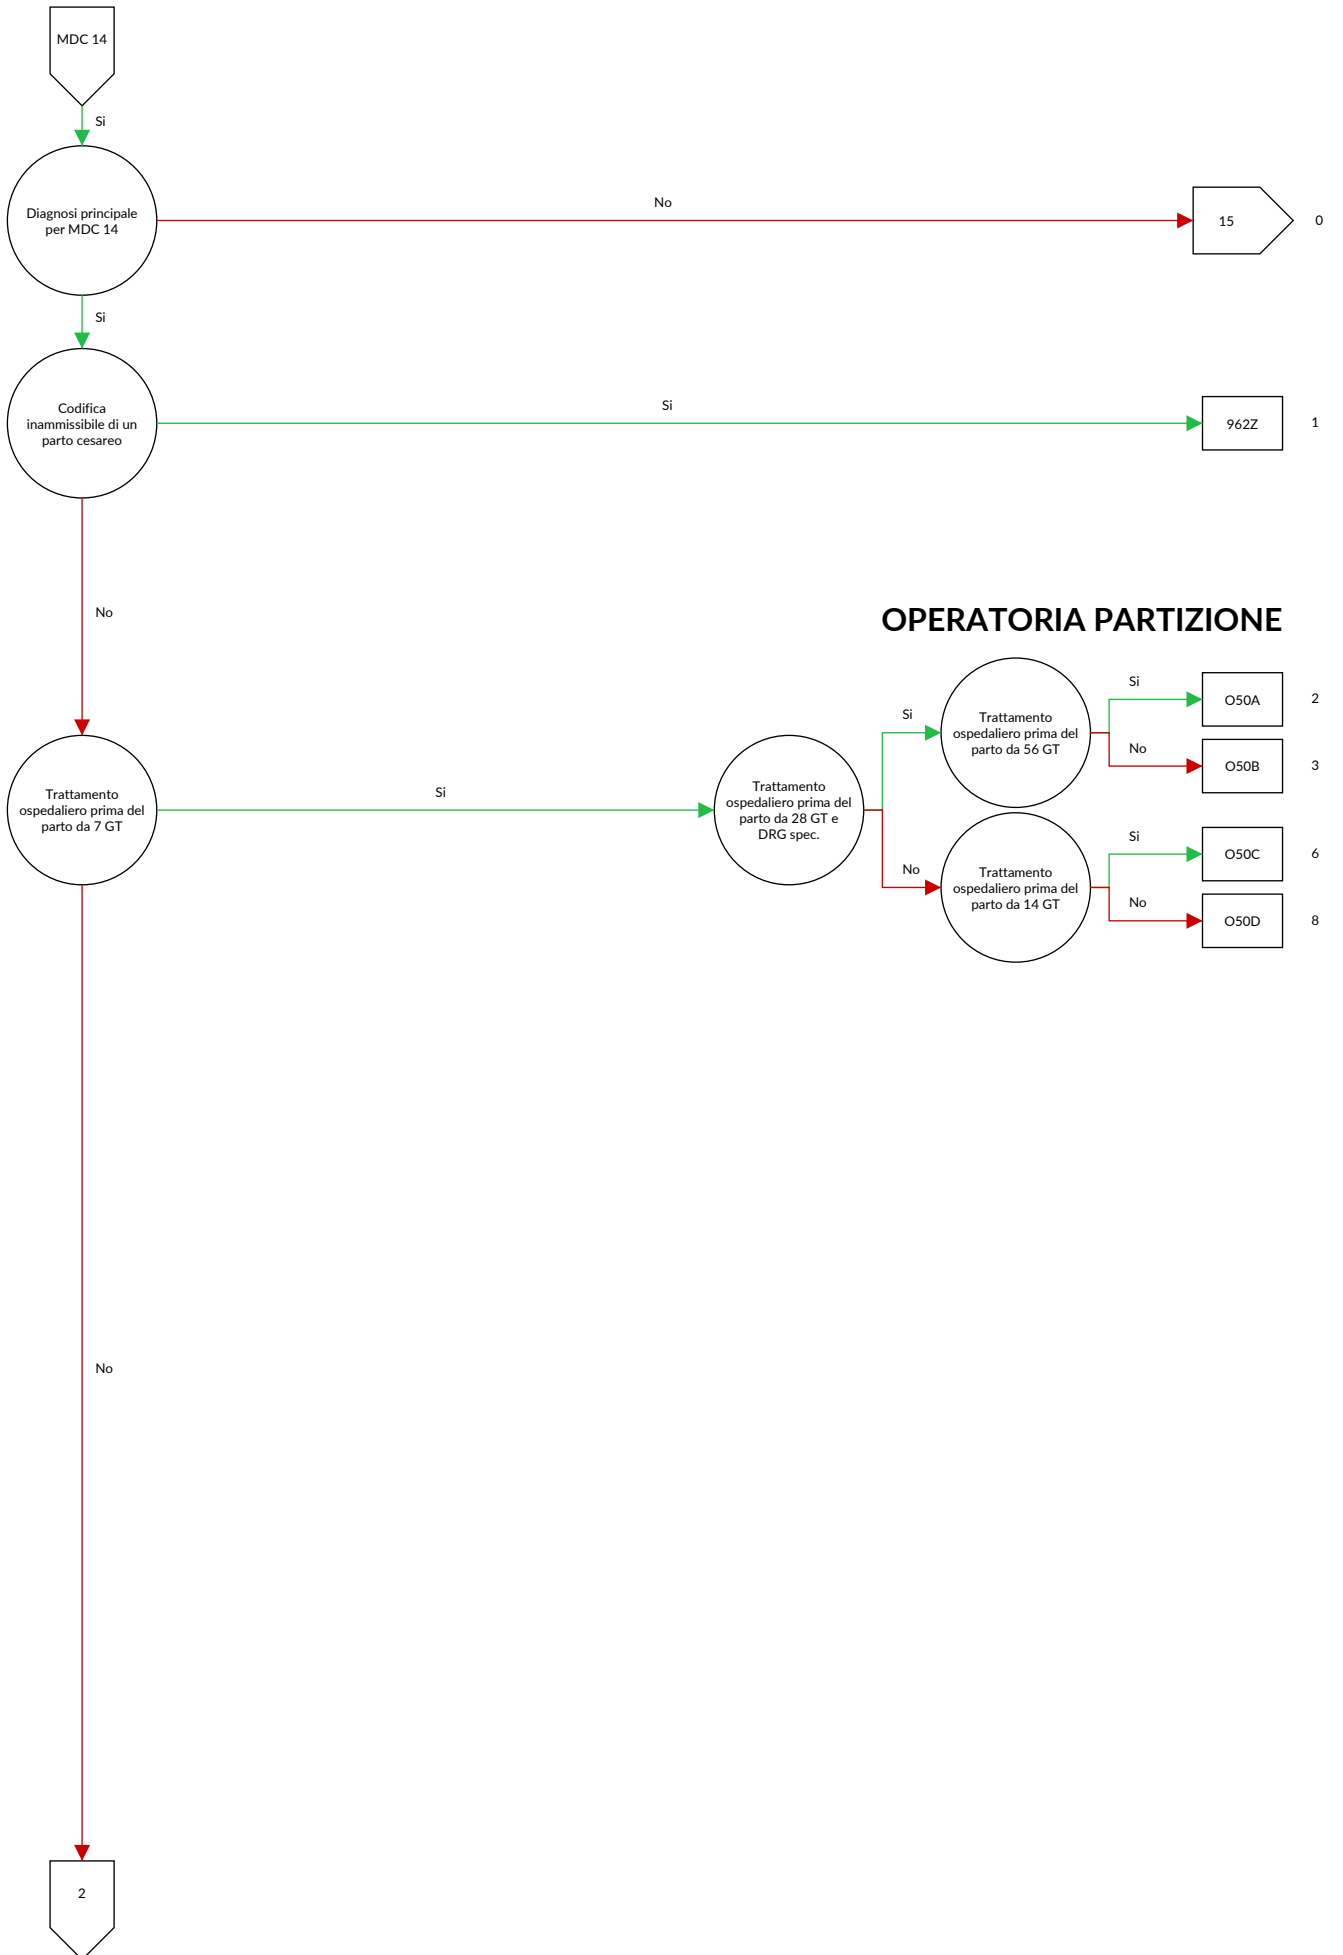 MDC 14
Si
Diagnosi principale
per MDC 14
No
15
0
Si
Codifica
inammissibile di un
parto cesareo
Si
962Z
1
No
OPERATORIA PARTIZIONE
Trattamento
ospedaliero prima del
parto da 7 GT
Si
Trattamento
ospedaliero prima del
parto da 28 GT e
DRG spec.
Si
Trattamento
ospedaliero prima del
parto da 56 GT
Si
O50A
2
No
O50B
3
No
Trattamento
ospedaliero prima del
parto da 14 GT
Si
O50C
6
No
O50D
8
No
2